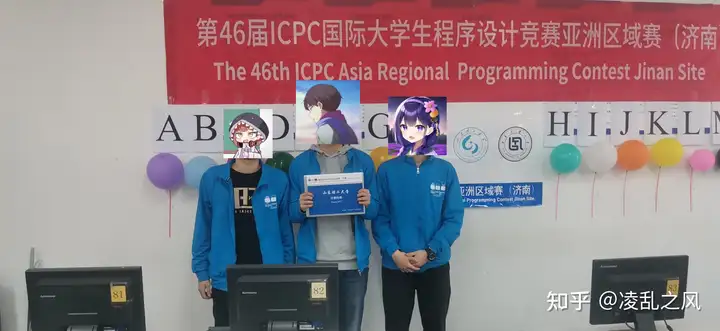 第46届ICPC国际大学生程序设计竞赛亚洲区域赛（济南
The 46th ICPC Asia Regional Programming Contest Jinan Site
A B D G H I J K L M
亚洲区域赛（济南）
Programming Contest Jinan Site
81 82 83
知乎 @凌乱之风